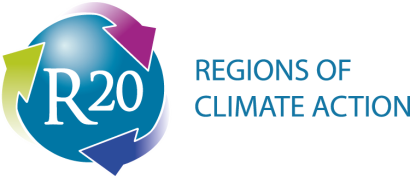 R20
REGIONS OF
CLIMATE ACTION